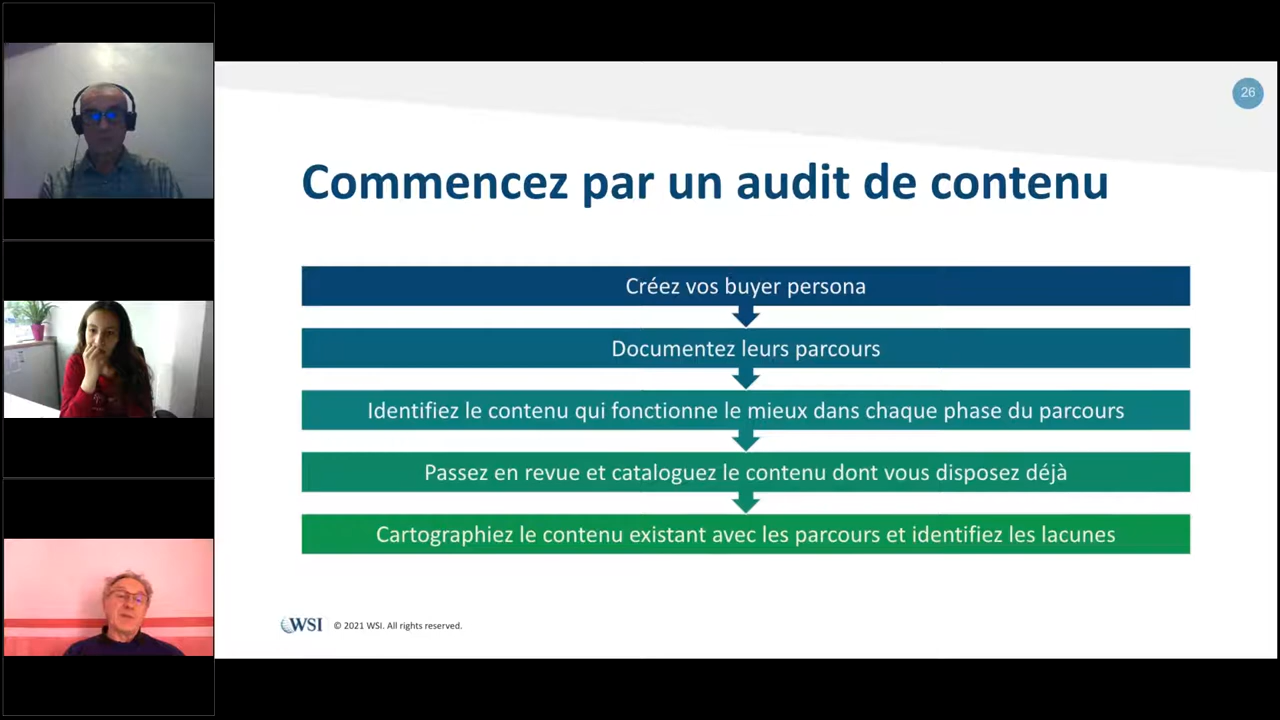 26
Commencez par un audit de contenu
Créez vos buyer persona
Documentez leurs parcours
Identifiez le contenu qui fonctionne le mieux dans chaque phase du parcours
Passez en revue et cataloguez le contenu dont vous disposez déjà
Cartographiez le contenu existant avec les parcours et identifiez les lacunes
WSI © 2021 WSI. All rights reserved.